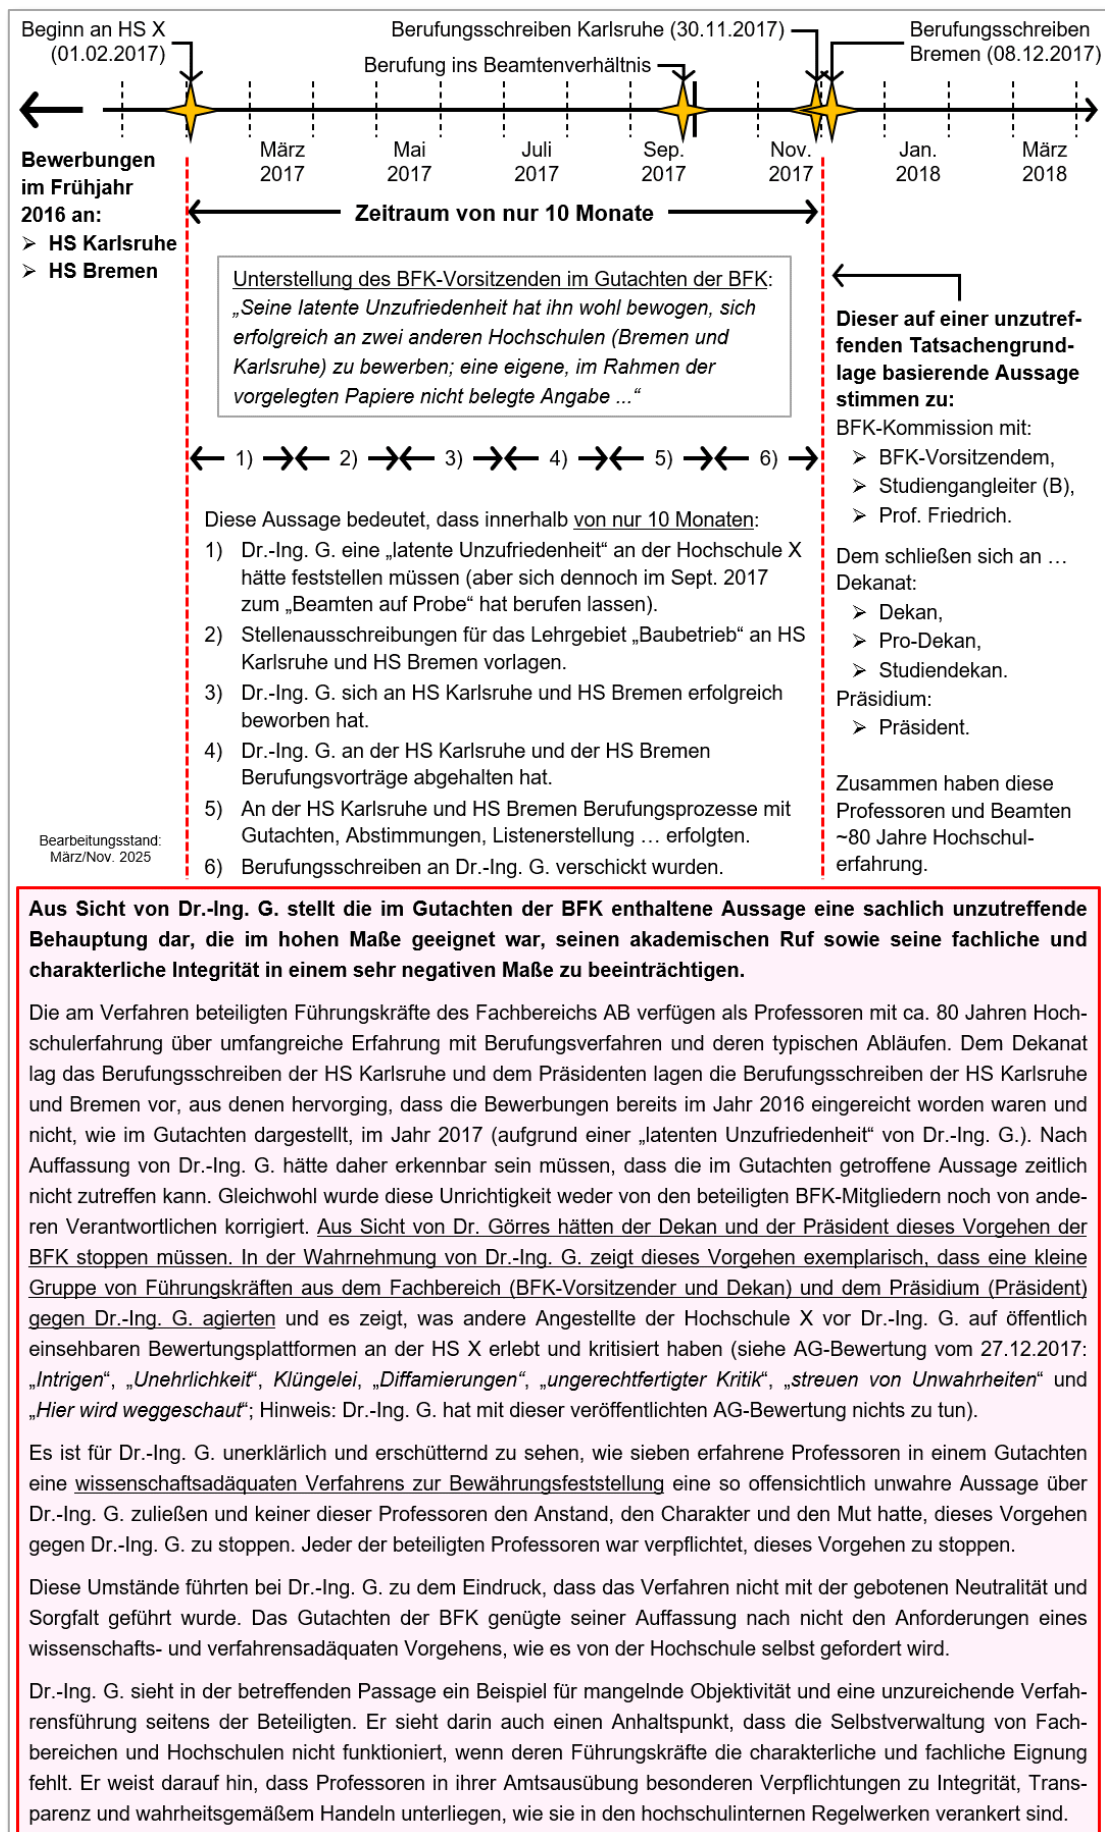 Beginn an HS X
(01.02.2017)
Berufungsschreiben Karlsruhe (30.11.2017)
Berufung ins Beamtenverhältnis
Berufungsschreiben
Bremen (08.12.2017)
März
2017
Mai
2017
Juli
2017
Sep.
2017
Nov.
2017
Jan.
2018
März
2018
Bewerbungen
im Frühjahr
2016 an:
➢ HS Karlsruhe
➢ HS Bremen
Zeitraum von nur 10 Monate
Unterstellung des BFK-Vorsitzenden im Gutachten der BFK:
„Seine latente Unzufriedenheit hat ihn wohl bewogen, sich
erfolgreich an zwei anderen Hochschulen (Bremen und
Karlsruhe) zu bewerben; eine eigene, im Rahmen der
vorgelegten Papiere nicht belegte Angabe ...“
1) 2) 3) 4) 5) 6)
Diese Aussage bedeutet, dass innerhalb von nur 10 Monaten:
1) Dr.-Ing. G. eine „latente Unzufriedenheit“ an der Hochschule X
hätte feststellen müssen (aber sich dennoch im Sept. 2017
zum „Beamten auf Probe“ hat berufen lassen).
2) Stellenausschreibungen für das Lehrgebiet „Baubetrieb“ an HS
Karlsruhe und HS Bremen vorlagen.
3) Dr.-Ing. G. sich an HS Karlsruhe und HS Bremen erfolgreich
beworben hat.
4) Dr.-Ing. G. an der HS Karlsruhe und der HS Bremen
Berufungsvorträge abgehalten hat.
5) An der HS Karlsruhe und HS Bremen Berufungsprozesse mit
Gutachten, Abstimmungen, Listenerstellung … erfolgten.
6) Berufungsschreiben an Dr.-Ing. G. verschickt wurden.
Bearbeitungsstand:
März/Nov. 2025
Dieser auf einer unzutref-
fenden Tatsachengrund-
lage basierende Aussage
stimmen zu:
BFK-Kommission mit:
➢ BFK-Vorsitzendem,
➢ Studiengangleiter (B),
➢ Prof. Friedrich.
Dem schließen sich an …
Dekanat:
➢ Dekan,
➢ Pro-Dekan,
➢ Studiendekan.
Präsidium:
➢ Präsident.
Zusammen haben diese
Professoren und Beamten
~80 Jahre Hochschul-
erfahrung.
Aus Sicht von Dr.-Ing. G. stellt die im Gutachten der BFK enthaltene Aussage eine sachlich unzutreffende
Behauptung dar, die im hohen Maße geeignet war, seinen akademischen Ruf sowie seine fachliche und
charakterliche Integrität in einem sehr negativen Maße zu beeinträchtigen.
Die am Verfahren beteiligten Führungskräfte des Fachbereichs AB verfügen als Professoren mit ca. 80 Jahren Hoch-
schulerfahrung über umfangreiche Erfahrung mit Berufungsverfahren und deren typischen Abläufen. Dem Dekanat
lag das Berufungsschreiben der HS Karlsruhe und dem Präsidenten lagen die Berufungsschreiben der HS Karlsruhe
und Bremen vor, aus denen hervorging, dass die Bewerbungen bereits im Jahr 2016 eingereicht worden waren und
nicht, wie im Gutachten dargestellt, im Jahr 2017 (aufgrund einer „latenten Unzufriedenheit“ von Dr.-Ing. G.). Nach
Auffassung von Dr.-Ing. G. hätte daher erkennbar sein müssen, dass die im Gutachten getroffene Aussage zeitlich
nicht zutreffen kann. Gleichwohl wurde diese Unrichtigkeit weder von den beteiligten BFK-Mitgliedern noch von ande-
ren Verantwortlichen korrigiert. Aus Sicht von Dr. Görres hätten der Dekan und der Präsident dieses Vorgehen der
BFK stoppen müssen. In der Wahrnehmung von Dr.-Ing. G. zeigt dieses Vorgehen exemplarisch, dass eine kleine
Gruppe von Führungskräften aus dem Fachbereich (BFK-Vorsitzender und Dekan) und dem Präsidium (Präsident)
gegen Dr.-Ing. G. agierten und es zeigt, was andere Angestellte der Hochschule X vor Dr.-Ing. G. auf öffentlich
einsehbaren Bewertungsplattformen an der HS X erlebt und kritisiert haben (siehe AG-Bewertung vom 27.12.2017:
„Intrigen“, „Unehrlichkeit“, Klüngelei, „Diffamierungen“, „ungerechtfertigter Kritik“, „streuen von Unwahrheiten“ und
„Hier wird weggeschaut“; Hinweis: Dr.-Ing. G. hat mit dieser veröffentlichten AG-Bewertung nichts zu tun).
Es ist für Dr.-Ing. G. unerklärlich und erschütternd zu sehen, wie sieben erfahrene Professoren in einem Gutachten
eine wissenschaftsadäquaten Verfahrens zur Bewährungsfeststellung eine so offensichtlich unwahre Aussage über
Dr.-Ing. G. zuließen und keiner dieser Professoren den Anstand, den Charakter und den Mut hatte, dieses Vorgehen
gegen Dr.-Ing. G. zu stoppen. Jeder der beteiligten Professoren war verpflichtet, dieses Vorgehen zu stoppen.
Diese Umstände führten bei Dr.-Ing. G. zu dem Eindruck, dass das Verfahren nicht mit der gebotenen Neutralität und
Sorgfalt geführt wurde. Das Gutachten der BFK genügte seiner Auffassung nach nicht den Anforderungen eines
wissenschafts- und verfahrensadäquaten Vorgehens, wie es von der Hochschule selbst gefordert wird.
Dr.-Ing. G. sieht in der betreffenden Passage ein Beispiel für mangelnde Objektivität und eine unzureichende Verfah-
rensführung seitens der Beteiligten. Er sieht darin auch einen Anhaltspunkt, dass die Selbstverwaltung von Fach-
bereichen und Hochschulen nicht funktioniert, wenn deren Führungskräfte die charakterliche und fachliche Eignung
fehlt. Er weist darauf hin, dass Professoren in ihrer Amtsausübung besonderen Verpflichtungen zu Integrität, Trans-
parenz und wahrheitsgemäßem Handeln unterliegen, wie sie in den hochschulinternen Regelwerken verankert sind.